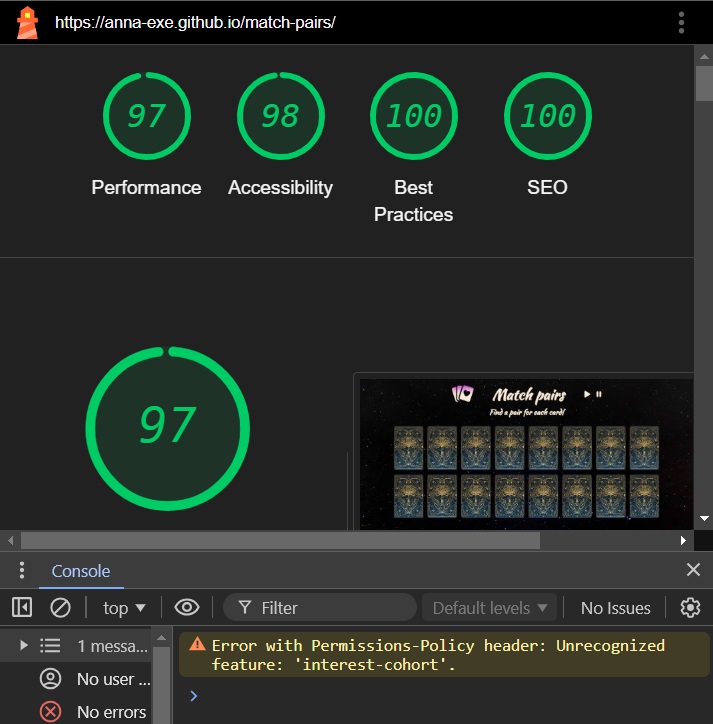 https://anna-exe.github.io/match-pairs/
97
98
100
100
Performance
Accessibility
Best
Practices
SEO
97
Match pairs
Find a pair for each card!
Console
top
Filter
Default levels
No Issues
1 messa...
Error with Permissions-Policy header: Unrecognized
feature: 'interest-cohort'.
No user ...
No errors